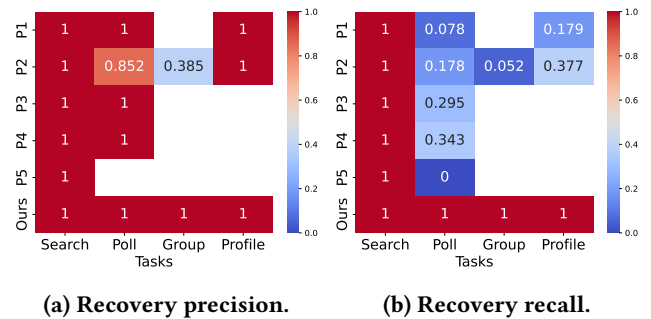 P1 1 1 1
P2 1 0.852 0.385 1
P3 1 1
P4 1 1
P5 1
Ours 1 1 1 1
Search Poll Group Profile
Tasks
1.0
0.8
0.6
0.4
0.2
0.0
(a) Recovery precision.
P1 1 0.078 0.179
P2 1 0.178 0.052 0.377
P3 1 0.295
P4 1 0.343
P5 1 0
Ours 1 1 1 1
Search Poll Group Profile
Tasks
1.0
0.8
0.6
0.4
0.2
0.0
(b) Recovery recall.